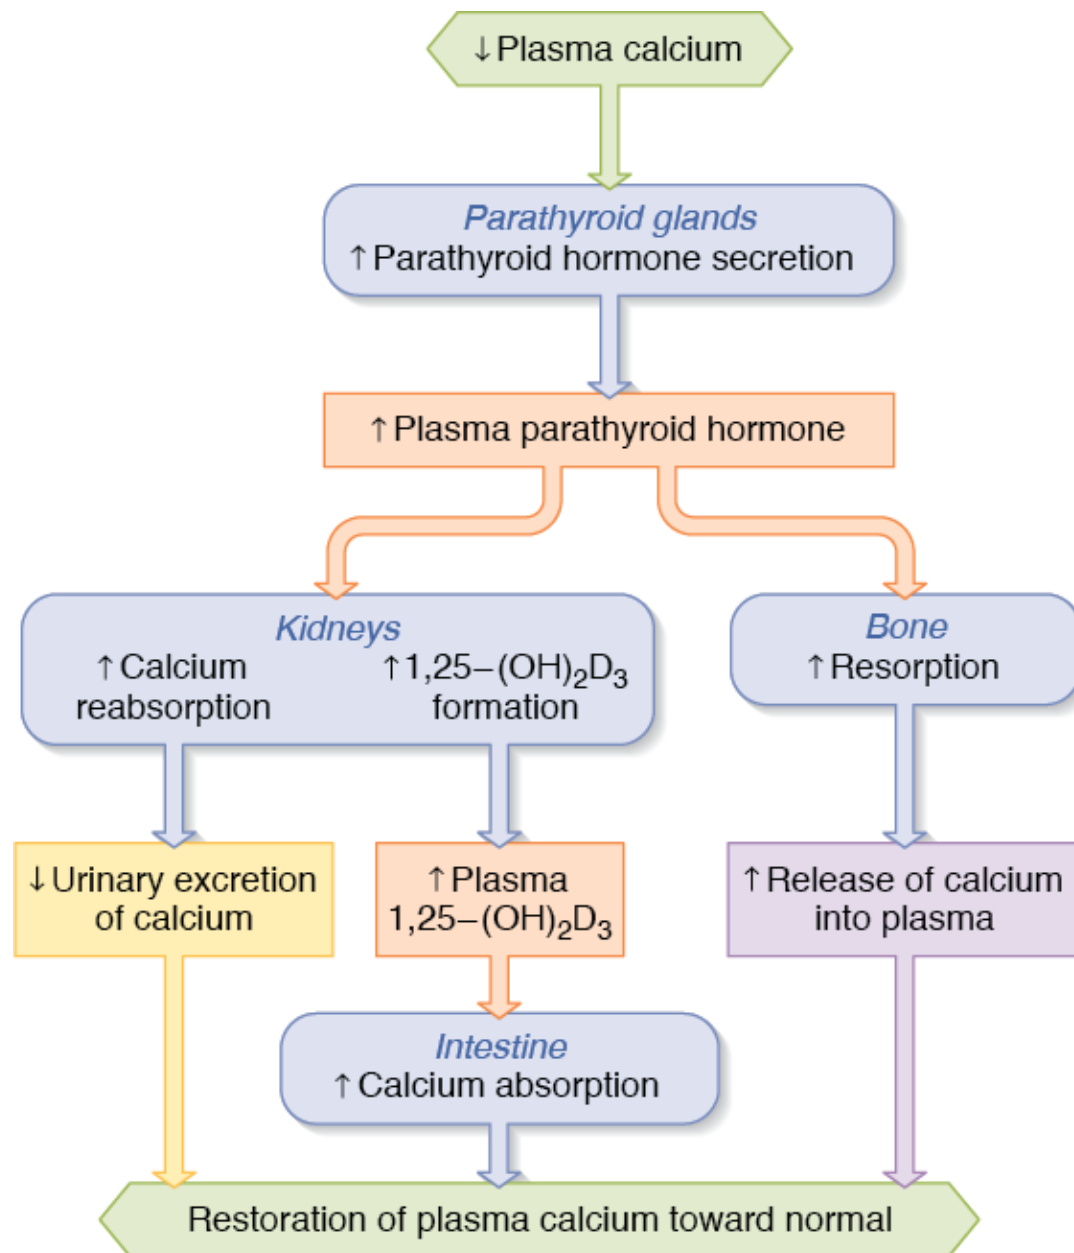 ↓Plasma calcium
Parathyroid glands
↑Parathyroid hormone secretion
↑Plasma parathyroid hormone
Kidneys
↑Calcium
reabsorption
↑1,25–(OH)₂D₃
formation
Bone
↑Resorption
↓Urinary excretion
of calcium
↑Plasma
1,25–(OH)₂D₃
↑Release of calcium
into plasma
Intestine
↑Calcium absorption
Restoration of plasma calcium toward normal